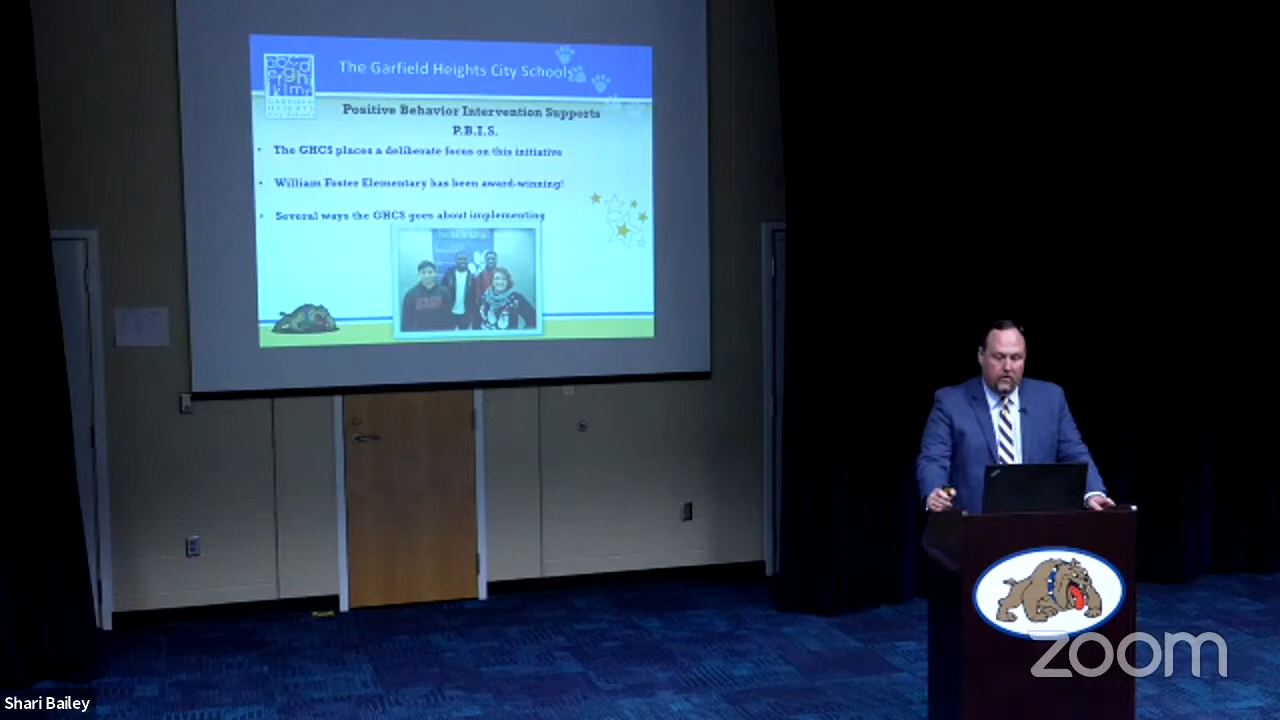 The Garfield Heights City Schools
Positive Behavior Intervention Supports
P.B.I.S.
• The GHCS places a deliberate focus on this initiative
• William Foster Elementary has been award-winning!
• Several ways the GHCS goes about implementing
zoom
Shari Bailey